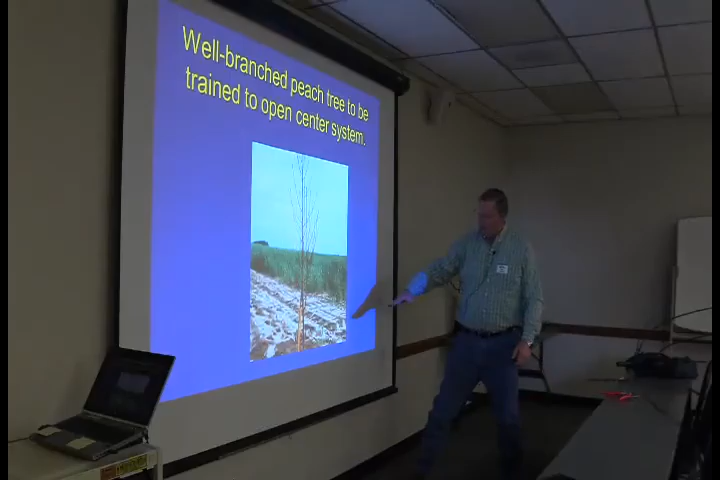 Well-branched peach tree to be
trained to open center system.